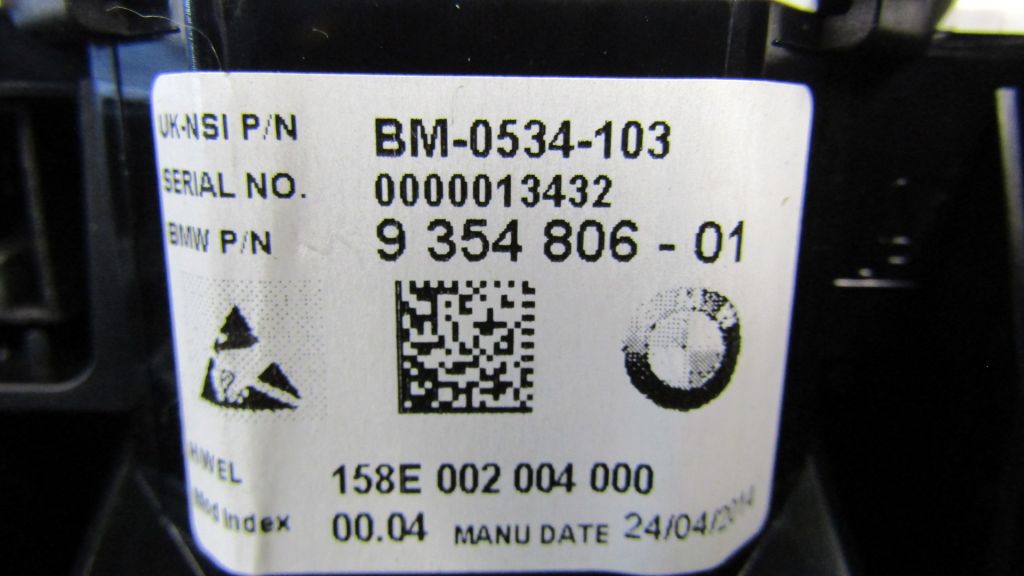 UK-NSI P/N BM-0534-103
SERIAL NO. 0000013432
BMW P/N 9 354 806 - 01
HWEL 158E 002 004 000
Mod Index 00.04 MANU DATE 24/04/2014